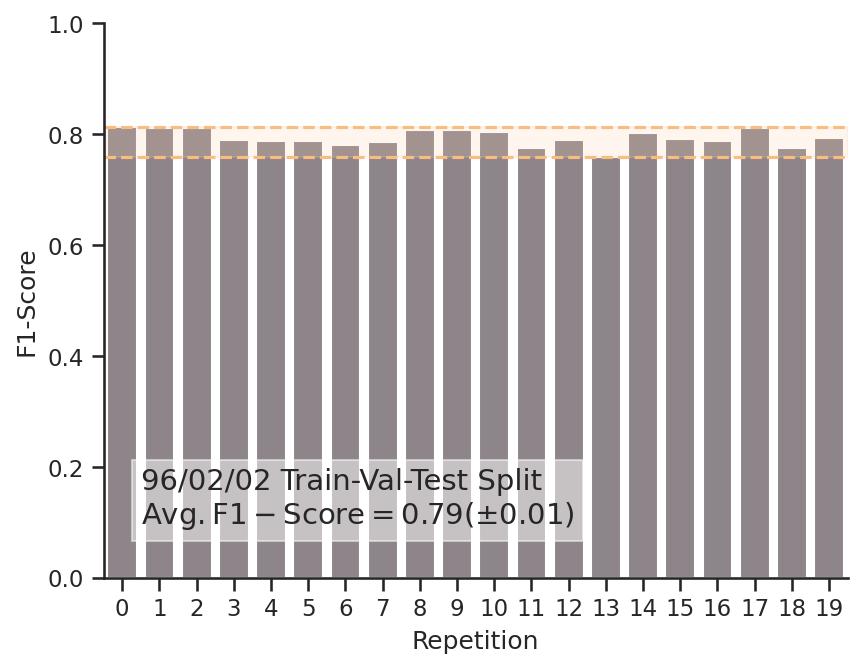 1.0
0.8
0.6
0.4
0.2
0.0
F1-Score
96/02/02 Train-Val-Test Split
Avg. F1 − Score = 0.79(±0.01)
0 1 2 3 4 5 6 7 8 9 10 11 12 13 14 15 16 17 18 19
Repetition